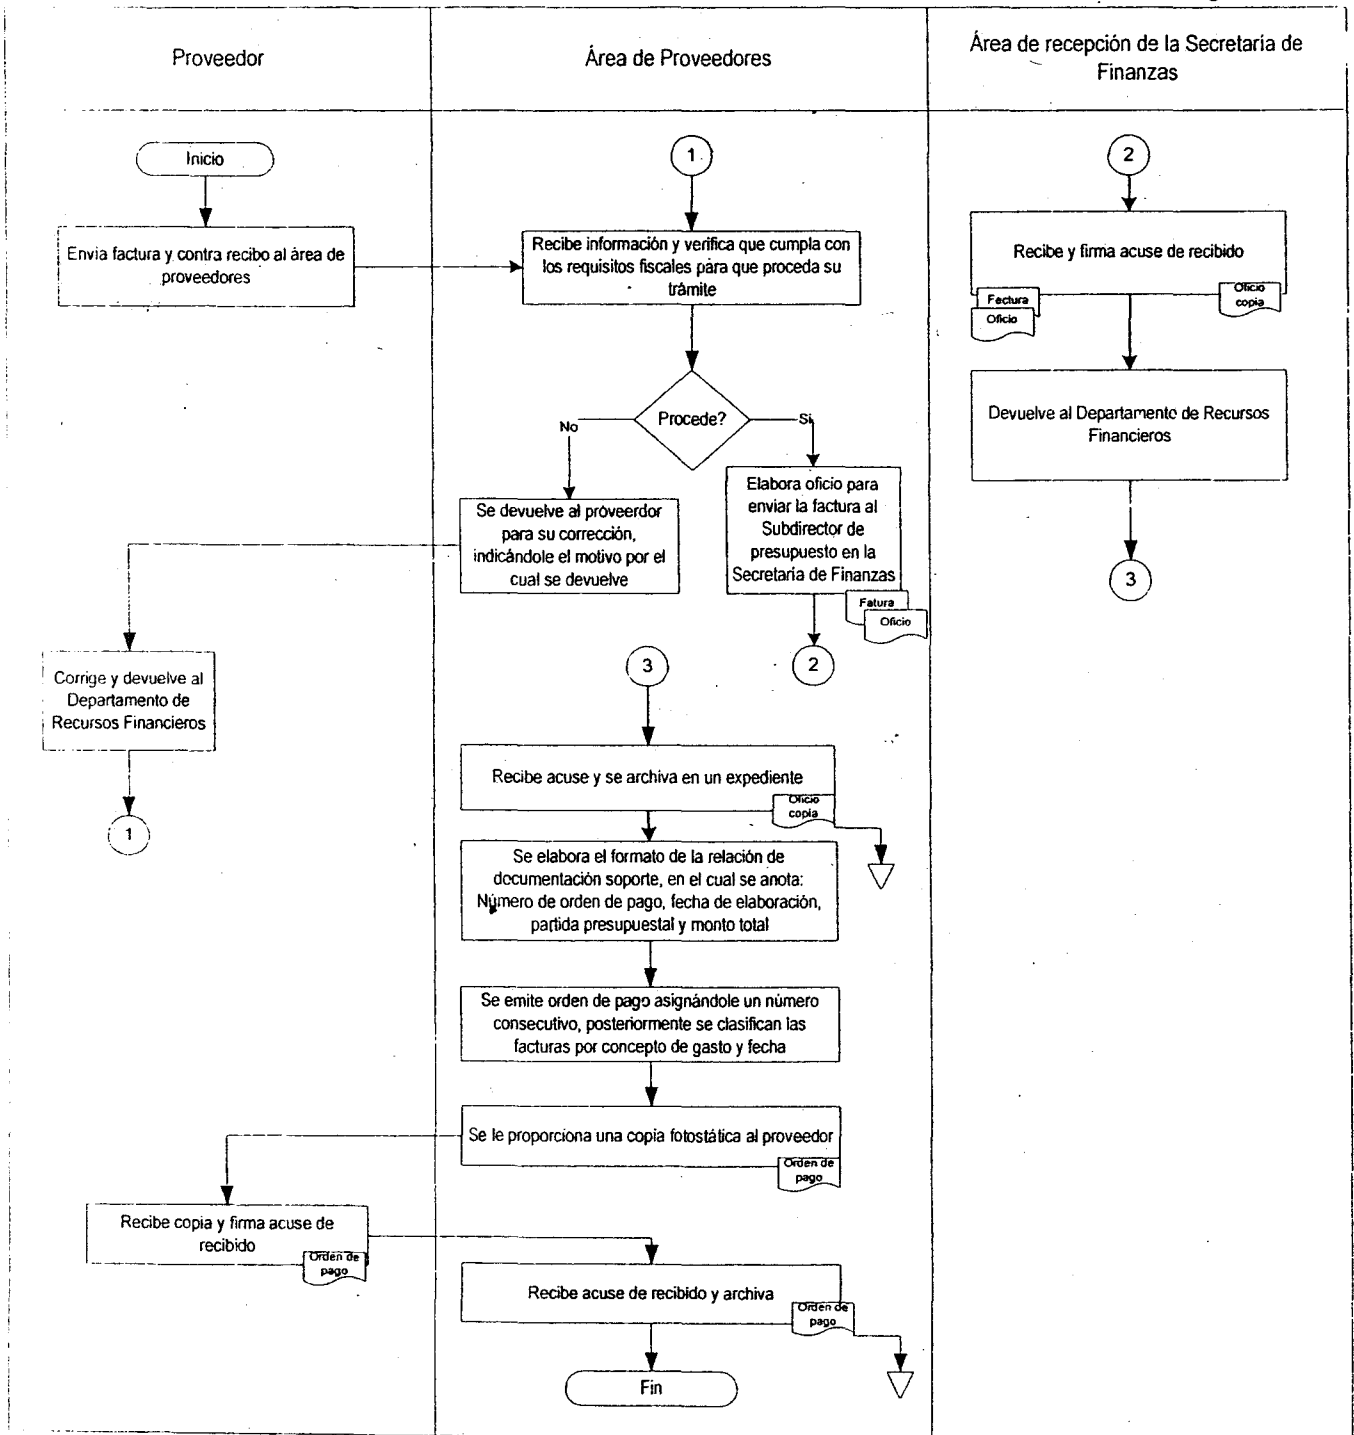 Proveedor
Área de Proveedores
Área de recepción de la Secretaría de
Finanzas
Inicio
1
2
Envia factura y contra recibo al área de
proveedores
Recibe información y verifica que cumpla con
los requisitos fiscales para que proceda su
trámite
Recibe y firma acuse de recibido
Factura
Oficio
Oficio
copia
Procede?
No
Si
Devuelve al Departamento de Recursos
Financieros
Se devuelve al proveerdor
para su corrección,
indicándole el motivo por el
cual se devuelve
Elabora oficio para
enviar la factura al
Subdirector de
presupuesto en la
Secretaría de Finanzas
Fatura
Oficio
3
3
2
Corrige y devuelve al
Departamento de
Recursos Financieros
1
Recibe acuse y se archiva en un expediente
Oficio
copia
Se elabora el formato de la relación de
documentación soporte, en el cual se anota:
Número de orden de pago, fecha de elaboración,
partida presupuestal y monto total
Se emite orden de pago asignándole un número
consecutivo, posteriormente se clasifican las
facturas por concepto de gasto y fecha
Se le proporciona una copia fotostática al proveedor
Orden de
pago
Recibe copia y firma acuse de
recibido
Orden de
pago
Recibe acuse de recibido y archiva
Orden de
pago
Fin